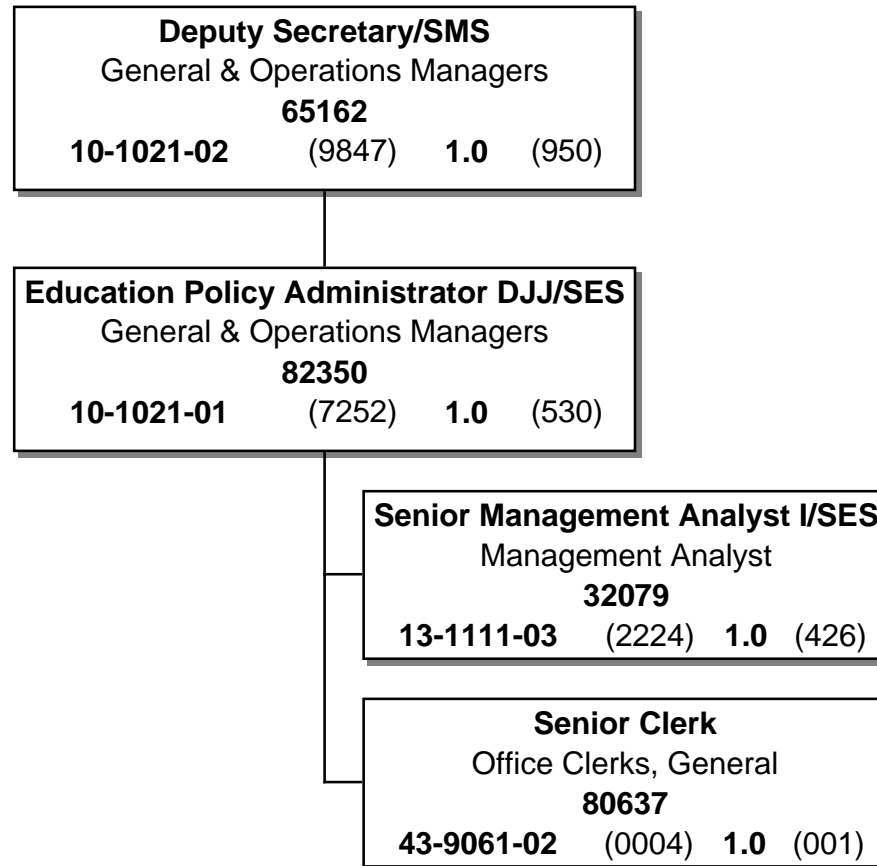 Deputy Secretary/SMS
General & Operations Managers
65162
10-1021-02 (9847) 1.0 (950)
Education Policy Administrator DJJ/SES
General & Operations Managers
82350
10-1021-01 (7252) 1.0 (530)
Senior Management Analyst I/SES
Management Analyst
32079
13-1111-03 (2224) 1.0 (426)
Senior Clerk
Office Clerks, General
80637
43-9061-02 (0004) 1.0 (001)